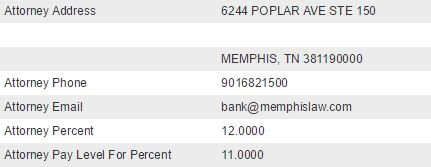 Attorney Address 6244 POPLAR AVE STE 150
MEMPHIS, TN 381190000
Attorney Phone 9016821500
Attorney Email bank@memphislaw.com
Attorney Percent 12.0000
Attorney Pay Level For Percent 11.0000